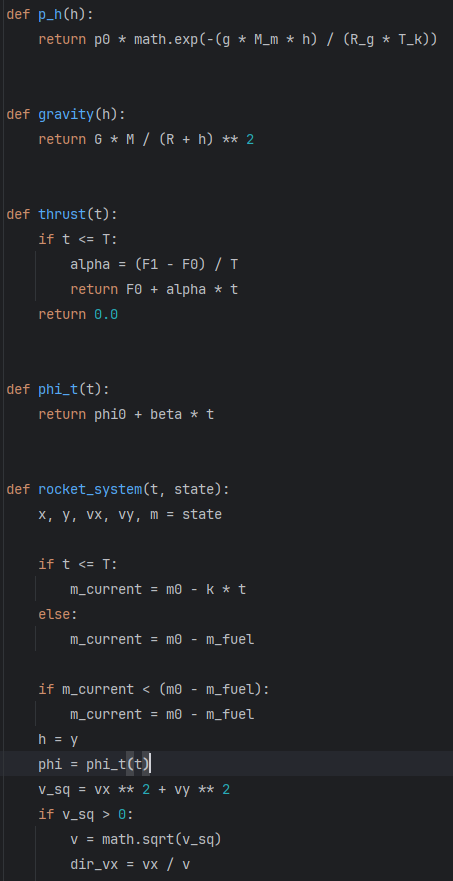 def p_h(h):
    return p0 * math.exp(-(g * M_m * h) / (R_g * T_k))
def gravity(h):
    return G * M / (R + h) ** 2
def thrust(t):
    if t <= T:
        alpha = (F1 - F0) / T
        return F0 + alpha * t
    return 0.0
def phi_t(t):
    return phi0 + beta * t
def rocket_system(t, state):
    x, y, vx, vy, m = state
    if t <= T:
        m_current = m0 - k * t
    else:
        m_current = m0 - m_fuel
    if m_current < (m0 - m_fuel):
        m_current = m0 - m_fuel
    h = y
    phi = phi_t(t)
    v_sq = vx ** 2 + vy ** 2
    if v_sq > 0:
        v = math.sqrt(v_sq)
        dir_vx = vx / v